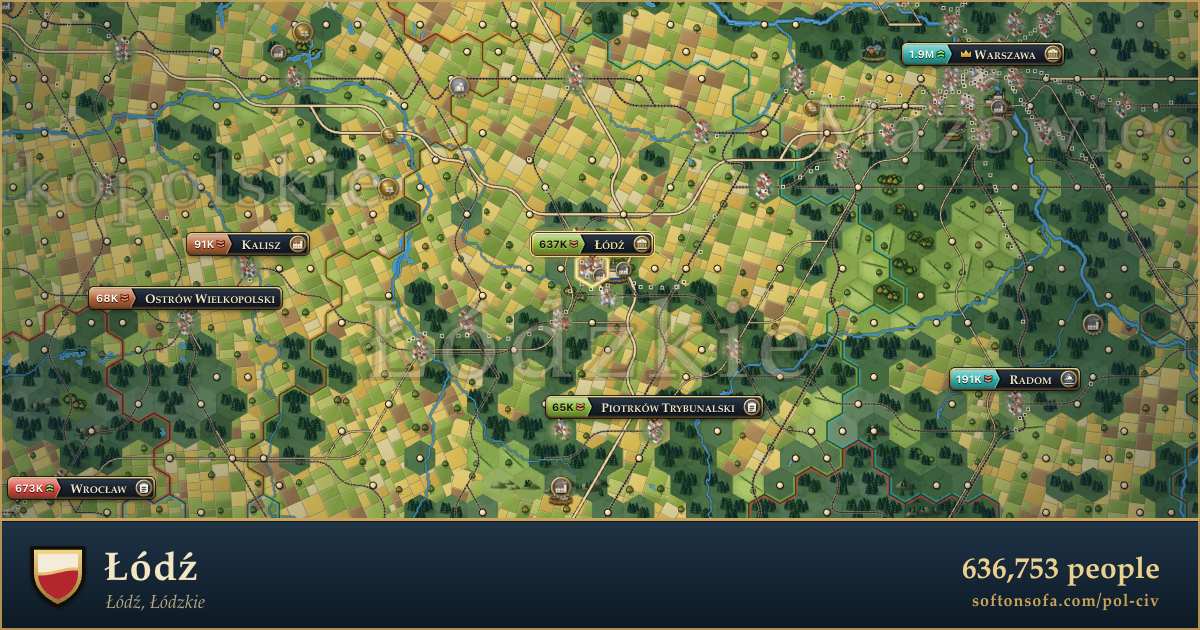 1.9M WARSZAWA
Mazowiec
kopolskie
91K KALISZ
637K ŁÓDŹ
68K OSTRÓW WIELKOPOLSKI
Łódzkie
191K RADOM
65K PIOTRKÓW TRYBUNALSKI
673K WROCŁAW
Łódź
Łódź, Łódzkie
636,753 people
softonsofa.com/pol-civ